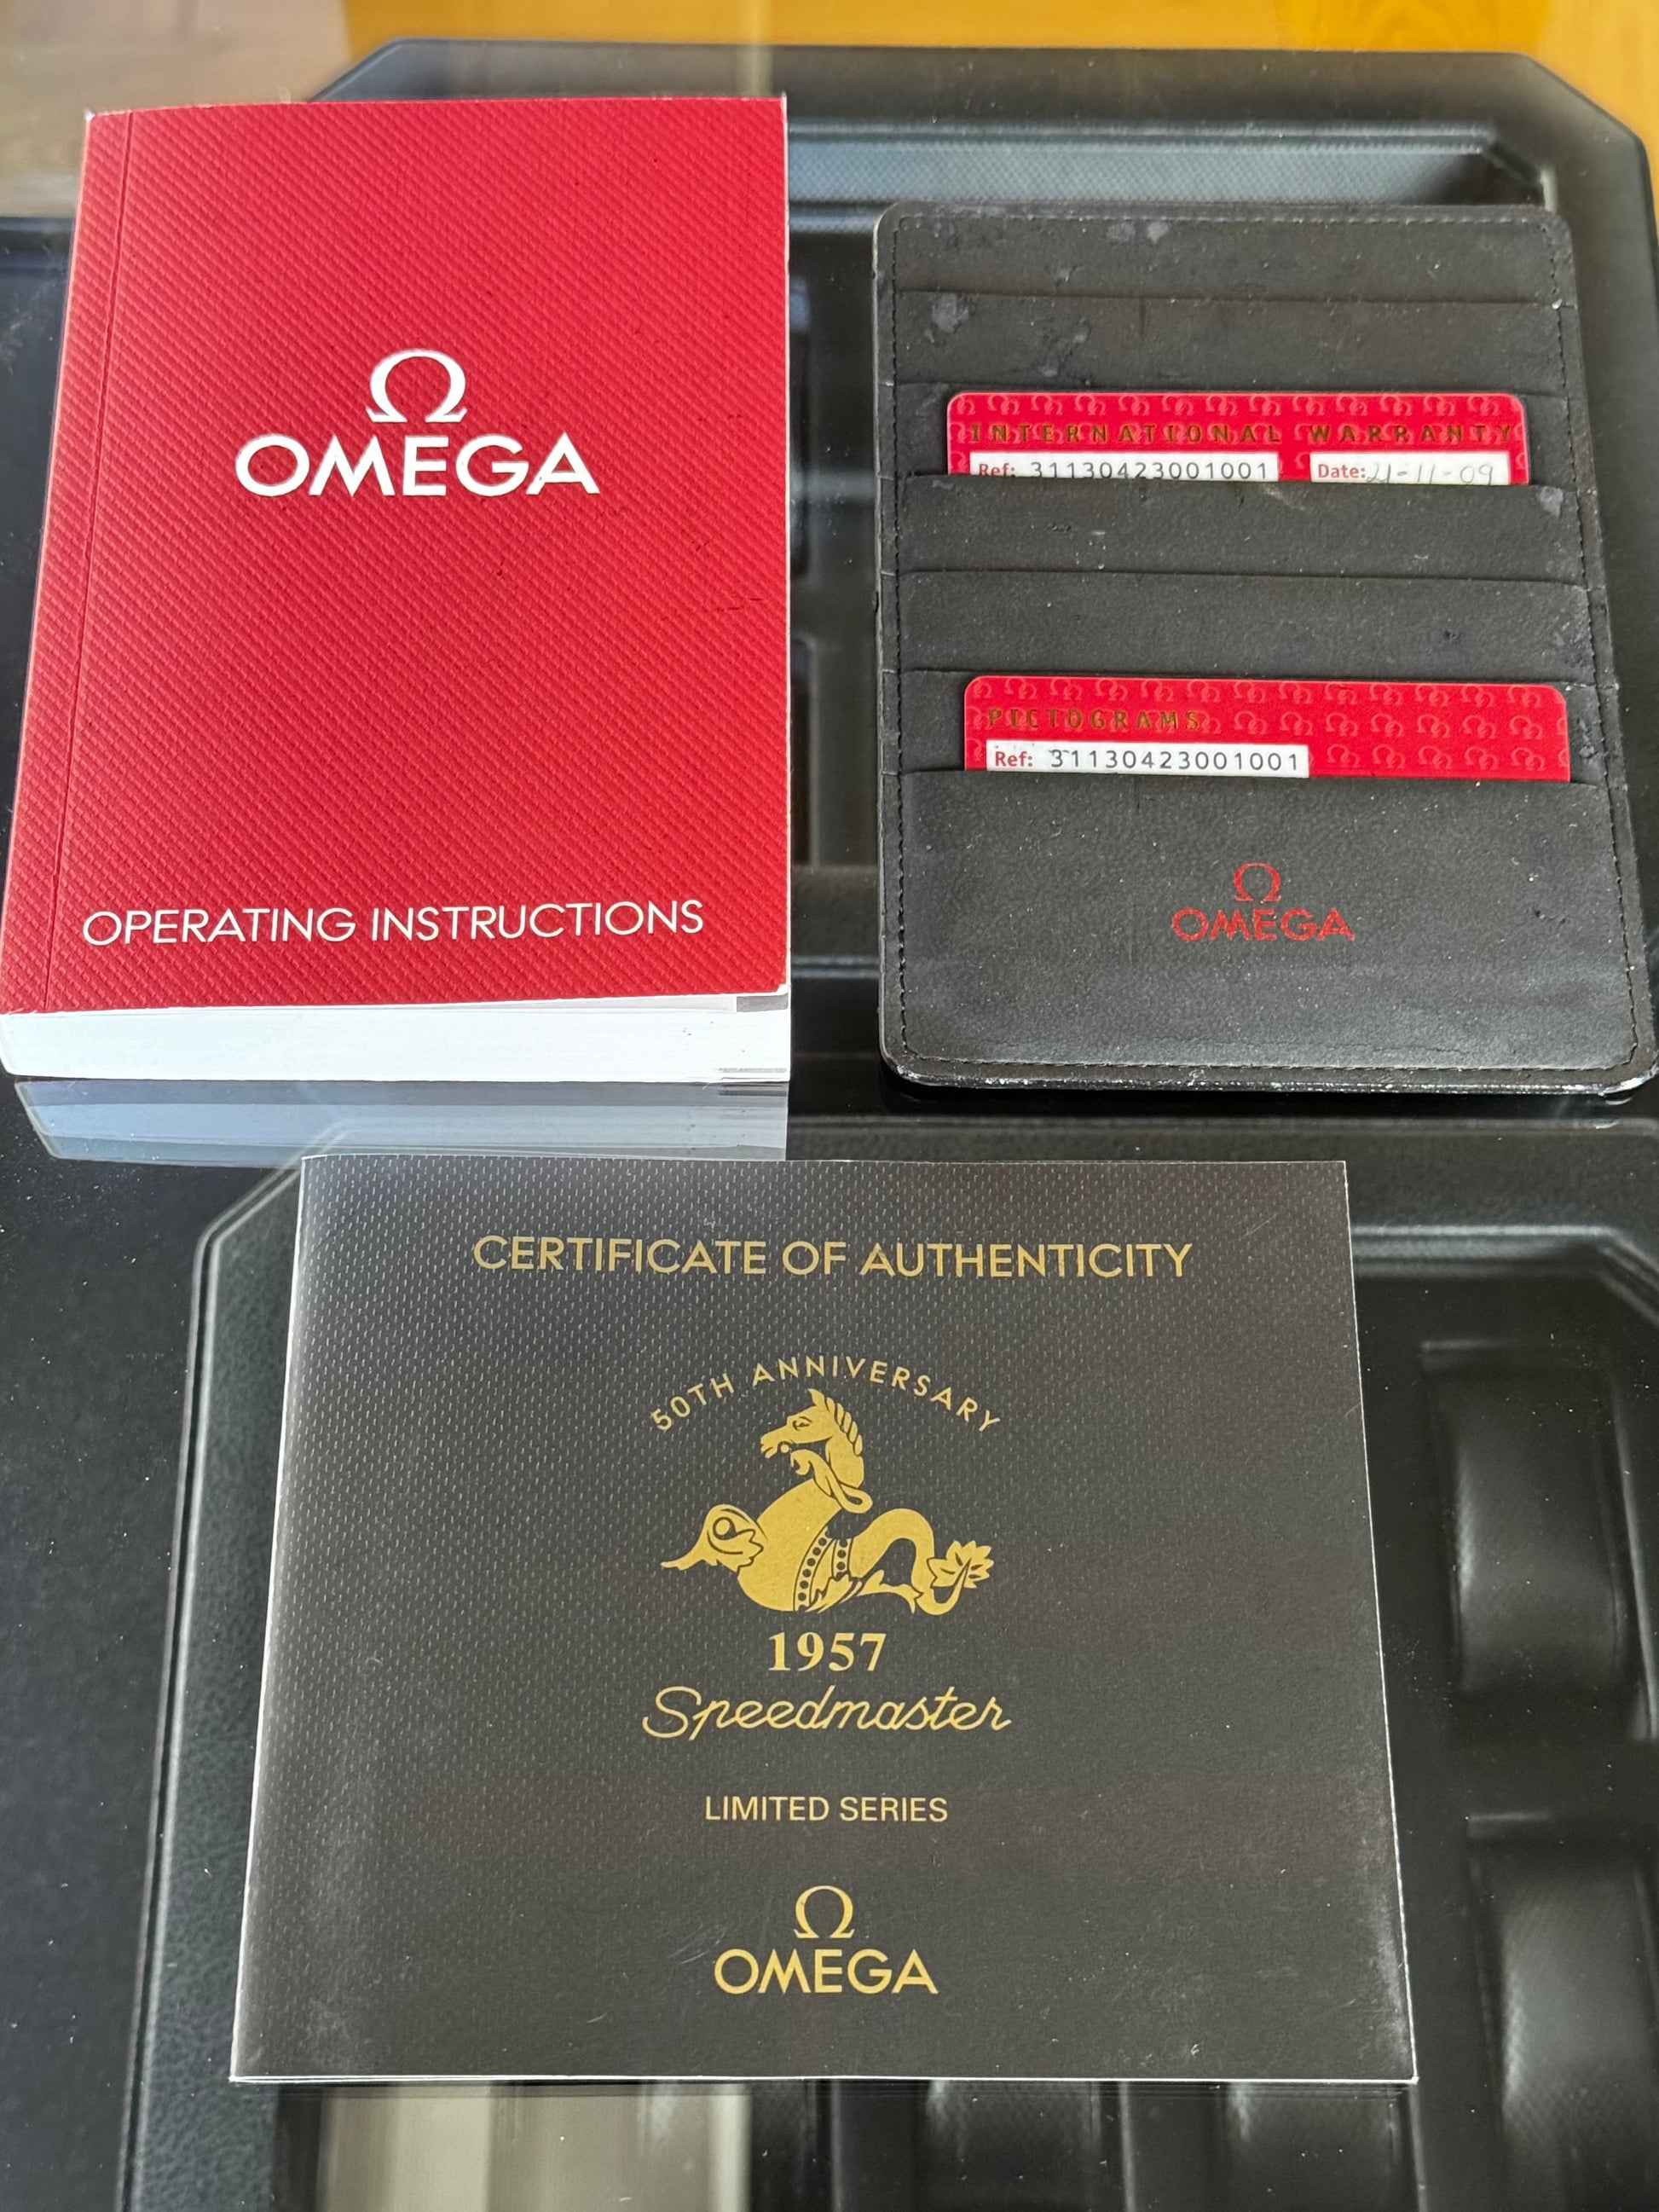 Ω
OMEGA
OPERATING INSTRUCTIONS
INTERNATIONAL WARRANTY
Ref: 31130423001001 Date: 21-11-09
PICTOGRAMS
Ref: 31130423001001
Ω
OMEGA
CERTIFICATE OF AUTHENTICITY
50TH ANNIVERSARY
1957
Speedmaster
LIMITED SERIES
Ω
OMEGA